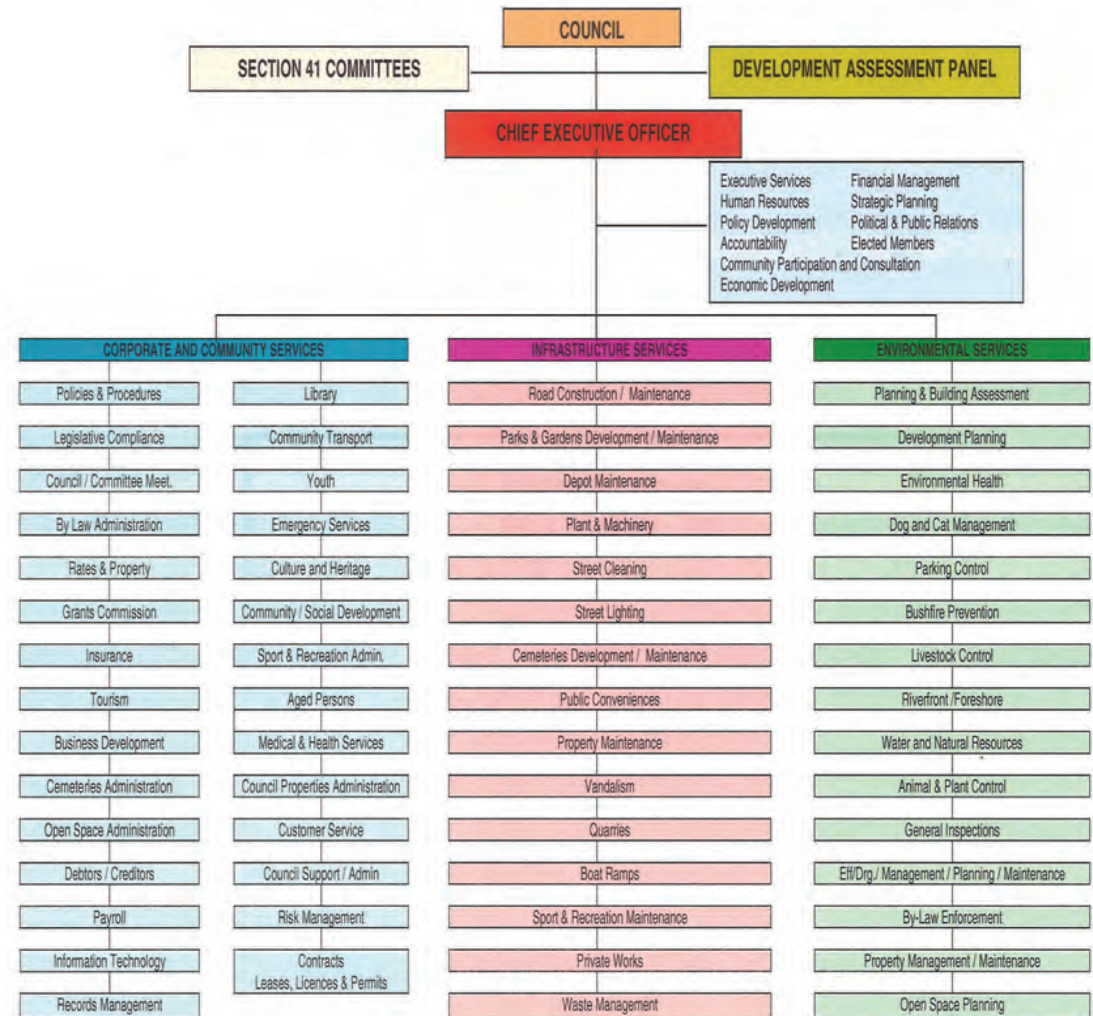 COUNCIL
SECTION 41 COMMITTEES
DEVELOPMENT ASSESSMENT PANEL
CHIEF EXECUTIVE OFFICER
Executive Services Financial Management
Human Resources Strategic Planning
Policy Development Political & Public Relations
Accountability Elected Members
Community Participation and Consultation
Economic Development
CORPORATE AND COMMUNITY SERVICES
Policies & Procedures
Legislative Compliance
Council / Committee Meet.
By Law Administration
Rates & Property
Grants Commission
Insurance
Tourism
Business Development
Cemeteries Administration
Open Space Administration
Debtors / Creditors
Payroll
Information Technology
Records Management
Library
Community Transport
Youth
Emergency Services
Culture and Heritage
Community / Social Development
Sport & Recreation Admin.
Aged Persons
Medical & Health Services
Council Properties Administration
Customer Service
Council Support / Admin
Risk Management
Contracts
Leases, Licences & Permits
INFRASTRUCTURE SERVICES
Road Construction / Maintenance
Parks & Gardens Development / Maintenance
Depot Maintenance
Plant & Machinery
Street Cleaning
Street Lighting
Cemeteries Development / Maintenance
Public Conveniences
Property Maintenance
Vandalism
Quarries
Boat Ramps
Sport & Recreation Maintenance
Private Works
Waste Management
ENVIRONMENTAL SERVICES
Planning & Building Assessment
Development Planning
Environmental Health
Dog and Cat Management
Parking Control
Bushfire Prevention
Livestock Control
Riverfront /Foreshore
Water and Natural Resources
Animal & Plant Control
General Inspections
Eff/Drg./ Management / Planning / Maintenance
By-Law Enforcement
Property Management / Maintenance
Open Space Planning